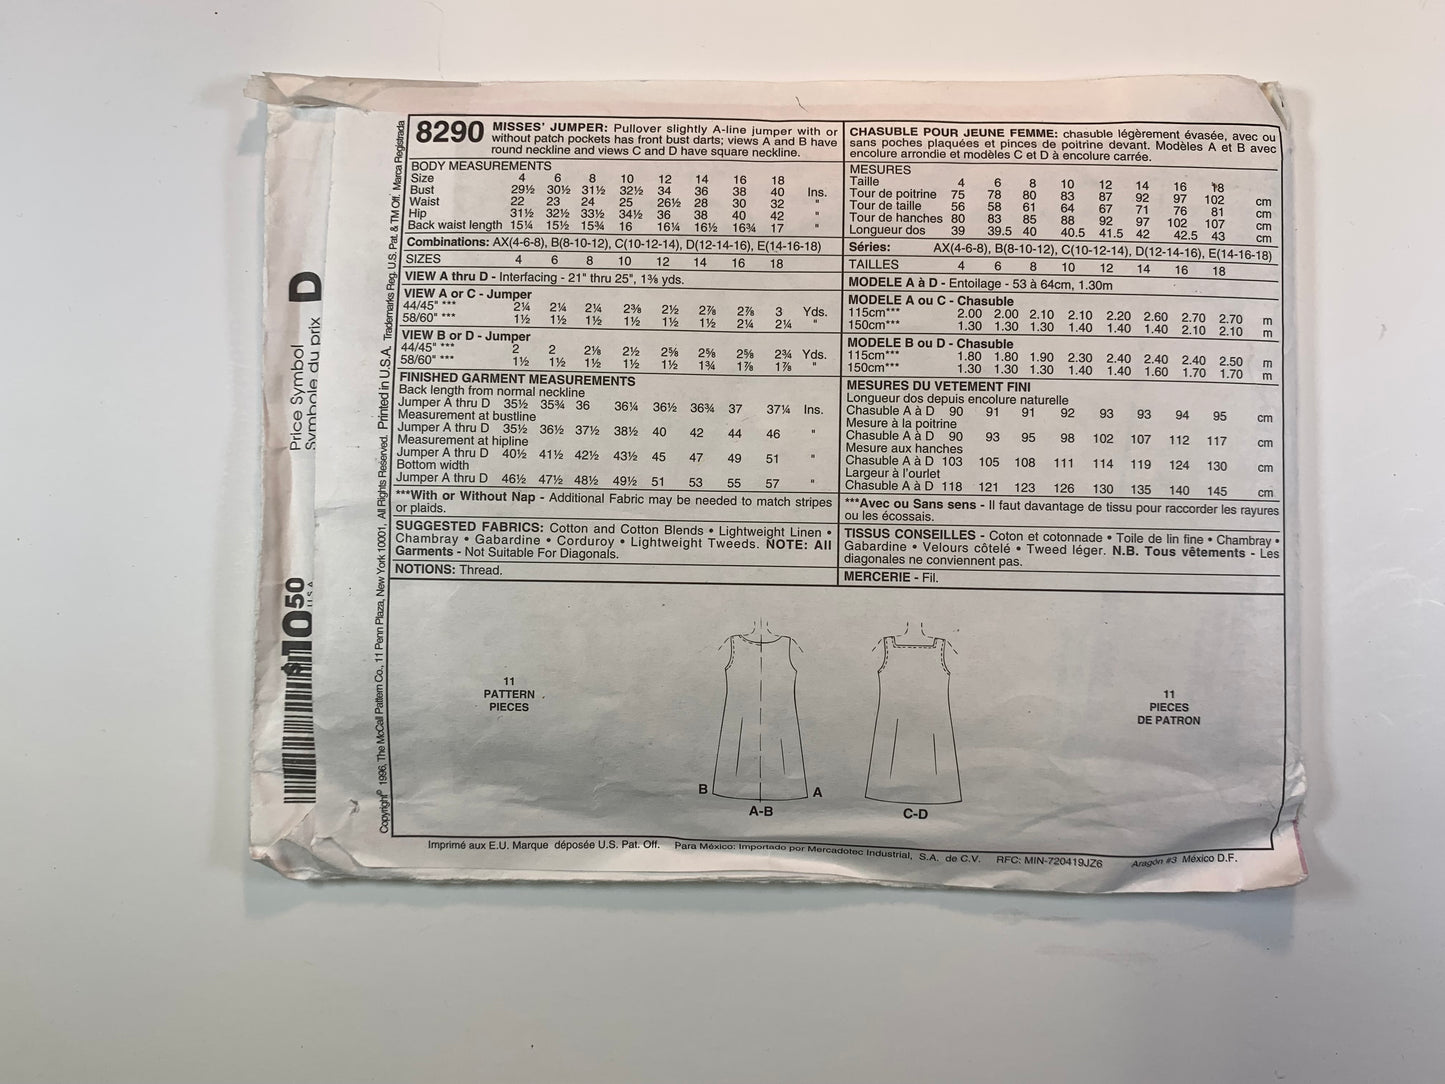 8290 MISSES' JUMPER: Pullover slightly A-line jumper with or
without patch pockets has front bust darts; views A and B have
round neckline and views C and D have square neckline.
BODY MEASUREMENTS
Size 4 6 8 10 12 14 16 18
Bust 29½ 30½ 31½ 32½ 34 36 38 40 Ins.
Waist 22 23 24 25 26½ 28 30 32 "
Hip 31½ 32½ 33½ 34½ 36 38 40 42 "
Back waist length 15¼ 15½ 15¾ 16 16¼ 16½ 16¾ 17 "
Combinations: AX(4-6-8), B(8-10-12), C(10-12-14), D(12-14-16), E(14-16-18)
SIZES 4 6 8 10 12 14 16 18
VIEW A thru D - Interfacing - 21" thru 25", 1⅜ yds.
VIEW A or C - Jumper
44/45" *** 2¼ 2¼ 2¼ 2⅜ 2½ 2⅞ 2⅞ 3 Yds.
58/60" *** 1½ 1½ 1½ 1½ 1½ 1½ 2¼ 2¼ "
VIEW B or D - Jumper
44/45" *** 2 2 2⅛ 2½ 2⅝ 2⅝ 2⅝ 2¾ Yds.
58/60" *** 1½ 1½ 1½ 1½ 1½ 1¾ 1⅞ 1⅞ "
FINISHED GARMENT MEASUREMENTS
Back length from normal neckline
Jumper A thru D 35½ 35¾ 36 36¼ 36½ 36¾ 37 37¼ Ins.
Measurement at bustline
Jumper A thru D 35½ 36½ 37½ 38½ 40 42 44 46 "
Measurement at hipline
Jumper A thru D 40½ 41½ 42½ 43½ 45 47 49 51 "
Bottom width
Jumper A thru D 46½ 47½ 48½ 49½ 51 53 55 57 "
***With or Without Nap - Additional Fabric may be needed to match stripes
or plaids.
SUGGESTED FABRICS: Cotton and Cotton Blends • Lightweight Linen •
Chambray • Gabardine • Corduroy • Lightweight Tweeds. NOTE: All
Garments - Not Suitable For Diagonals.
NOTIONS: Thread.
CHASUBLE POUR JEUNE FEMME: chasuble légèrement évasée, avec ou
sans poches plaquées et pinces de poitrine devant. Modèles A et B avec
encolure arrondie et modèles C et D à encolure carrée.
MESURES
Taille 4 6 8 10 12 14 16 18
Tour de poitrine 75 78 80 83 87 92 97 102 cm
Tour de taille 56 58 61 64 67 71 76 81 cm
Tour de hanches 80 83 85 88 92 97 102 107 cm
Longueur dos 39 39.5 40 40.5 41.5 42 42.5 43 cm
Séries: AX(4-6-8), B(8-10-12), C(10-12-14), D(12-14-16), E(14-16-18)
TAILLES 4 6 8 10 12 14 16 18
MODELE A à D - Entoilage - 53 à 64cm, 1.30m
MODELE A ou C - Chasuble
115cm*** 2.00 2.00 2.10 2.10 2.20 2.60 2.70 2.70 m
150cm*** 1.30 1.30 1.30 1.40 1.40 1.40 2.10 2.10 m
MODELE B ou D - Chasuble
115cm*** 1.80 1.80 1.90 2.30 2.40 2.40 2.40 2.50 m
150cm*** 1.30 1.30 1.30 1.40 1.40 1.60 1.70 1.70 m
MESURES DU VETEMENT FINI
Longueur dos depuis encolure naturelle
Chasuble A à D 90 91 91 92 93 93 94 95 cm
Mesure à la poitrine
Chasuble A à D 90 93 95 98 102 107 112 117 cm
Mesure aux hanches
Chasuble A à D 103 105 108 111 114 119 124 130 cm
Largeur à l'ourlet
Chasuble A à D 118 121 123 126 130 135 140 145 cm
***Avec ou Sans sens - Il faut davantage de tissu pour raccorder les rayures
ou les écossais.
TISSUS CONSEILLES - Coton et cotonnade • Toile de lin fine • Chambray •
Gabardine • Velours côtelé • Tweed léger. N.B. Tous vêtements - Les
diagonales ne conviennent pas.
MERCERIE - Fil.
11
PATTERN
PIECES
B A
A-B
C-D
11
PIECES
DE PATRON
Imprimé aux E.U. Marque déposée U.S. Pat. Off. Para México: Importado por Mercadotec Industrial, S.A. de C.V. RFC: MIN-720419JZ6 Aragón #3 México D.F.
Copyright© 1996, The McCall Pattern Co., 11 Penn Plaza, New York 10001, All Rights Reserved. Printed in U.S.A. Trademarks Reg. U.S. Pat. & TM Off. Marca Registrada
Price Symbol
Symbole du prix D
$10.50
U.S.A.